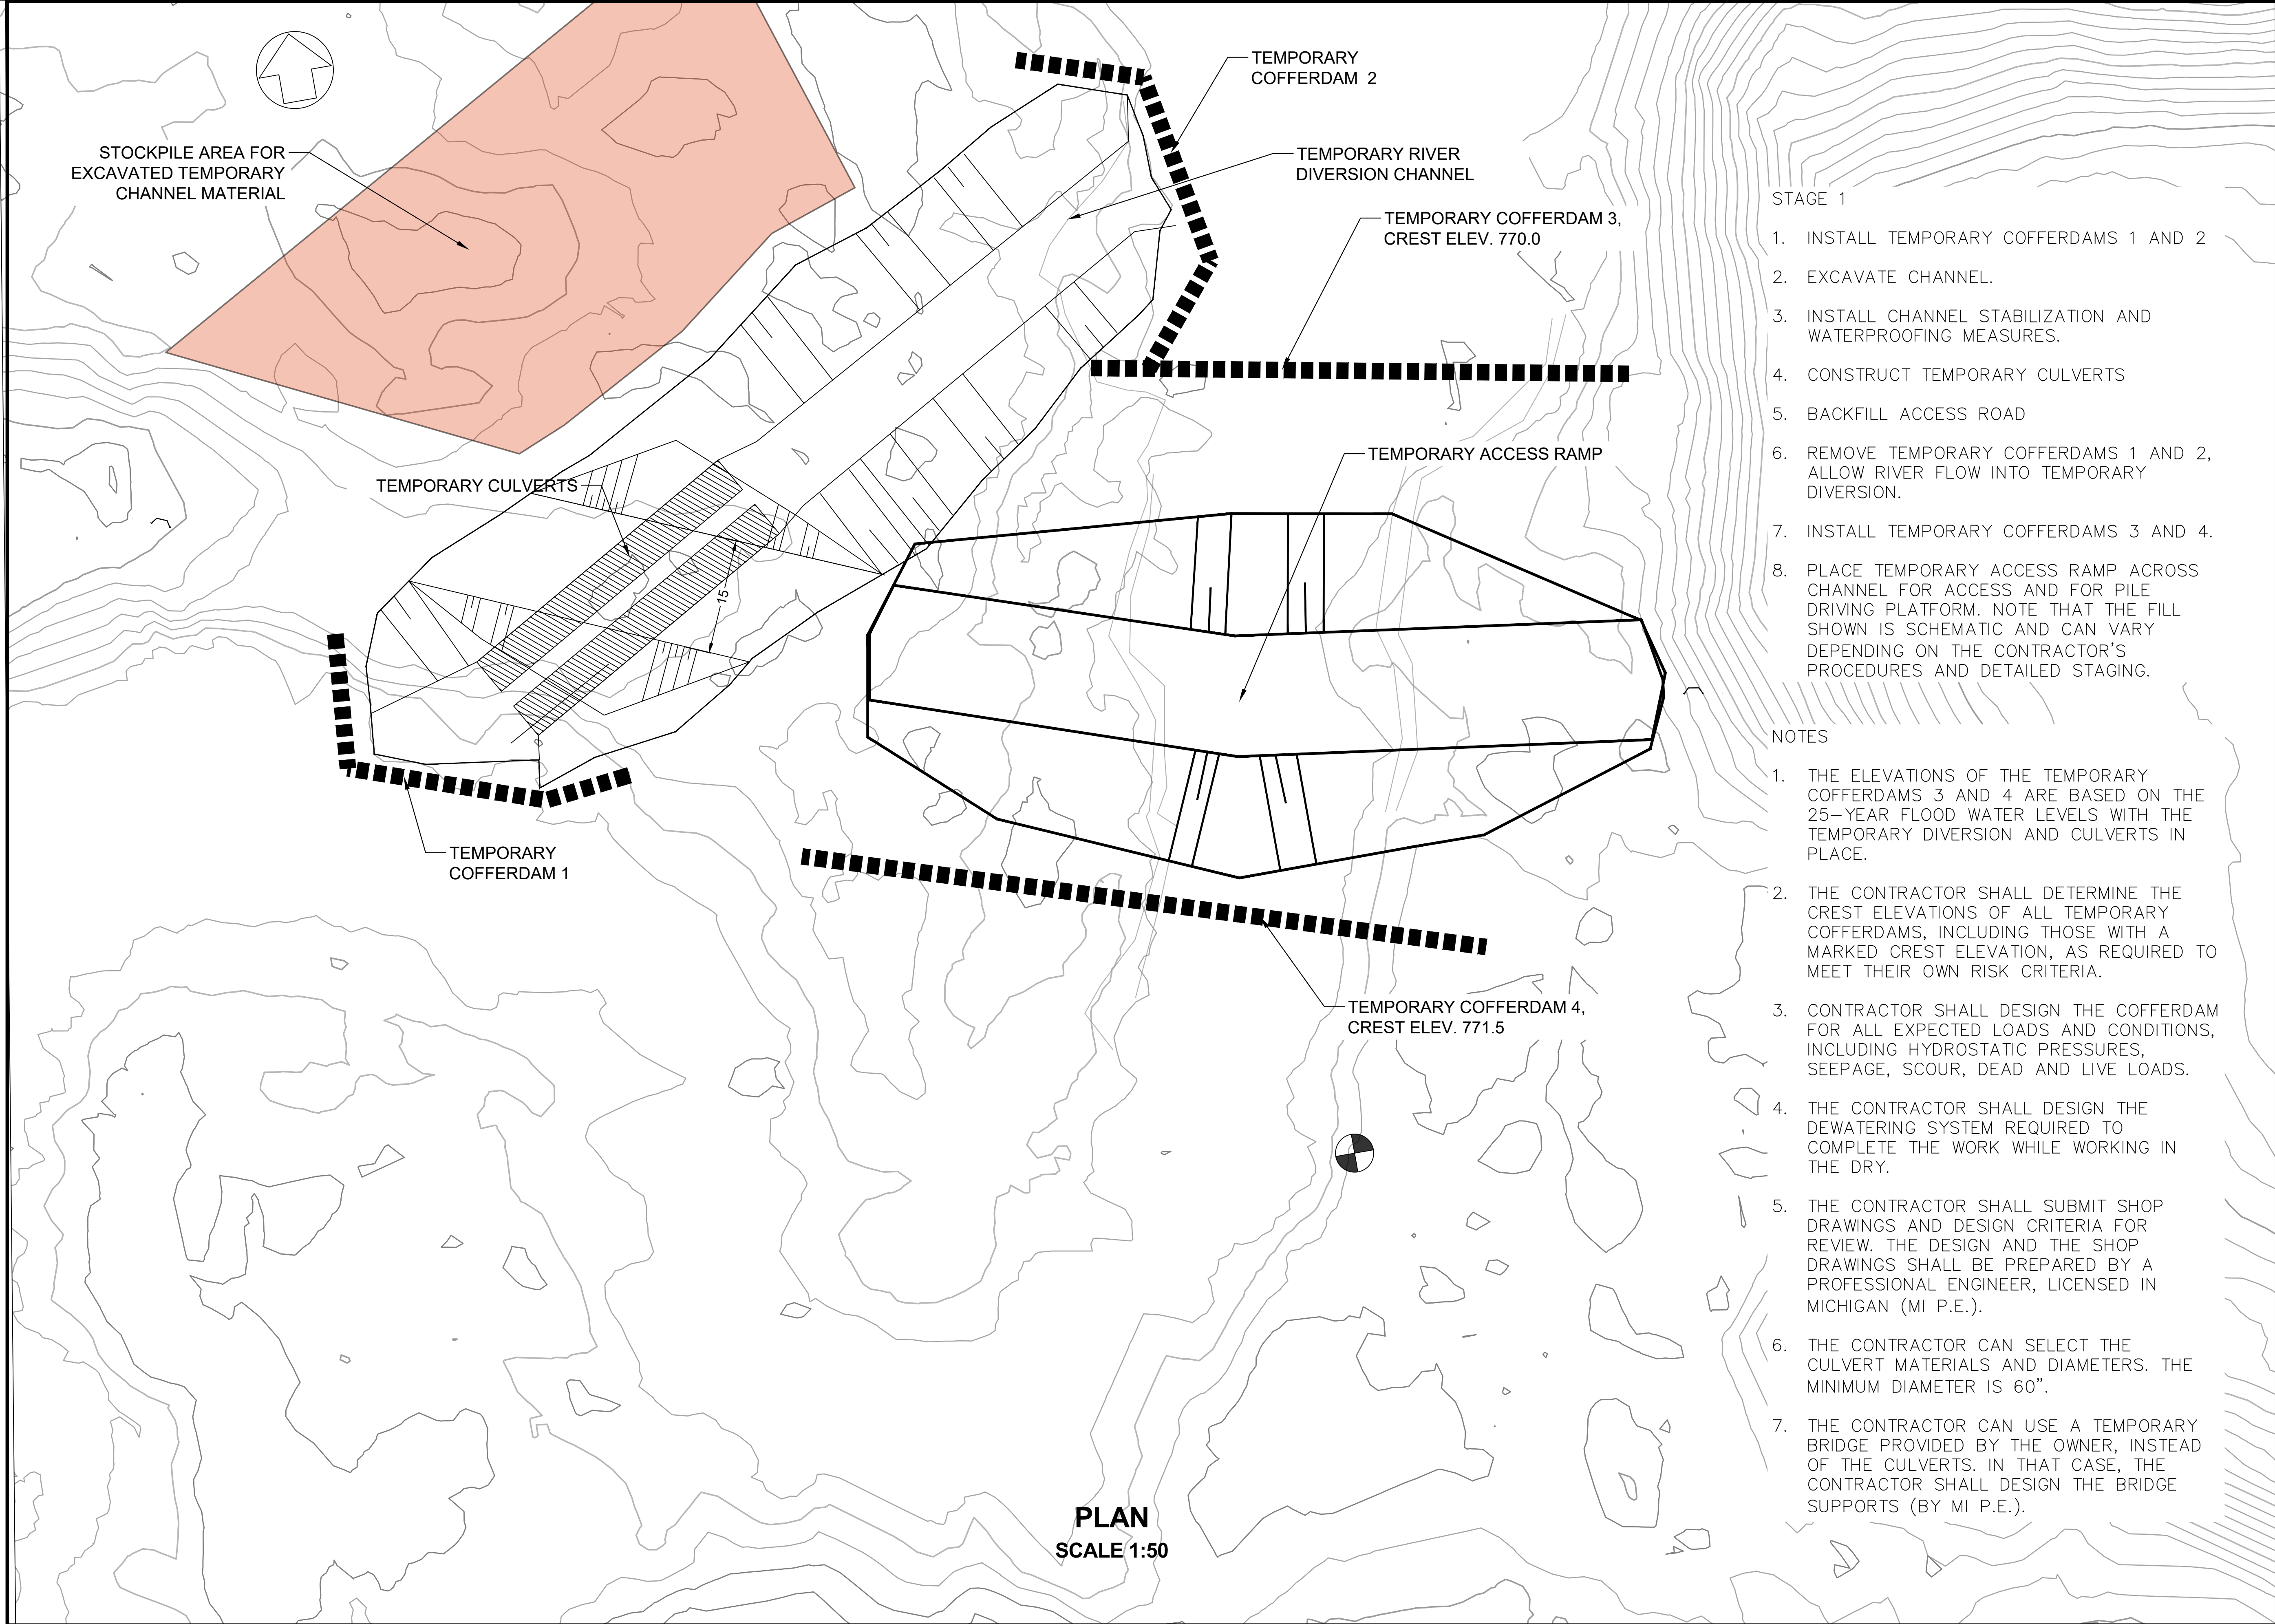 TEMPORARY
COFFERDAM 2
STOCKPILE AREA FOR
EXCAVATED TEMPORARY
CHANNEL MATERIAL
TEMPORARY RIVER
DIVERSION CHANNEL
TEMPORARY COFFERDAM 3,
CREST ELEV. 770.0
TEMPORARY ACCESS RAMP
TEMPORARY CULVERTS
15
TEMPORARY
COFFERDAM 1
TEMPORARY COFFERDAM 4,
CREST ELEV. 771.5
PLAN
SCALE 1:50
STAGE 1
1. INSTALL TEMPORARY COFFERDAMS 1 AND 2
2. EXCAVATE CHANNEL.
3. INSTALL CHANNEL STABILIZATION AND
WATERPROOFING MEASURES.
4. CONSTRUCT TEMPORARY CULVERTS
5. BACKFILL ACCESS ROAD
6. REMOVE TEMPORARY COFFERDAMS 1 AND 2,
ALLOW RIVER FLOW INTO TEMPORARY
DIVERSION.
7. INSTALL TEMPORARY COFFERDAMS 3 AND 4.
8. PLACE TEMPORARY ACCESS RAMP ACROSS
CHANNEL FOR ACCESS AND FOR PILE
DRIVING PLATFORM. NOTE THAT THE FILL
SHOWN IS SCHEMATIC AND CAN VARY
DEPENDING ON THE CONTRACTOR'S
PROCEDURES AND DETAILED STAGING.
NOTES
1. THE ELEVATIONS OF THE TEMPORARY
COFFERDAMS 3 AND 4 ARE BASED ON THE
25-YEAR FLOOD WATER LEVELS WITH THE
TEMPORARY DIVERSION AND CULVERTS IN
PLACE.
2. THE CONTRACTOR SHALL DETERMINE THE
CREST ELEVATIONS OF ALL TEMPORARY
COFFERDAMS, INCLUDING THOSE WITH A
MARKED CREST ELEVATION, AS REQUIRED TO
MEET THEIR OWN RISK CRITERIA.
3. CONTRACTOR SHALL DESIGN THE COFFERDAM
FOR ALL EXPECTED LOADS AND CONDITIONS,
INCLUDING HYDROSTATIC PRESSURES,
SEEPAGE, SCOUR, DEAD AND LIVE LOADS.
4. THE CONTRACTOR SHALL DESIGN THE
DEWATERING SYSTEM REQUIRED TO
COMPLETE THE WORK WHILE WORKING IN
THE DRY.
5. THE CONTRACTOR SHALL SUBMIT SHOP
DRAWINGS AND DESIGN CRITERIA FOR
REVIEW. THE DESIGN AND THE SHOP
DRAWINGS SHALL BE PREPARED BY A
PROFESSIONAL ENGINEER, LICENSED IN
MICHIGAN (MI P.E.).
6. THE CONTRACTOR CAN SELECT THE
CULVERT MATERIALS AND DIAMETERS. THE
MINIMUM DIAMETER IS 60".
7. THE CONTRACTOR CAN USE A TEMPORARY
BRIDGE PROVIDED BY THE OWNER, INSTEAD
OF THE CULVERTS. IN THAT CASE, THE
CONTRACTOR SHALL DESIGN THE BRIDGE
SUPPORTS (BY MI P.E.).